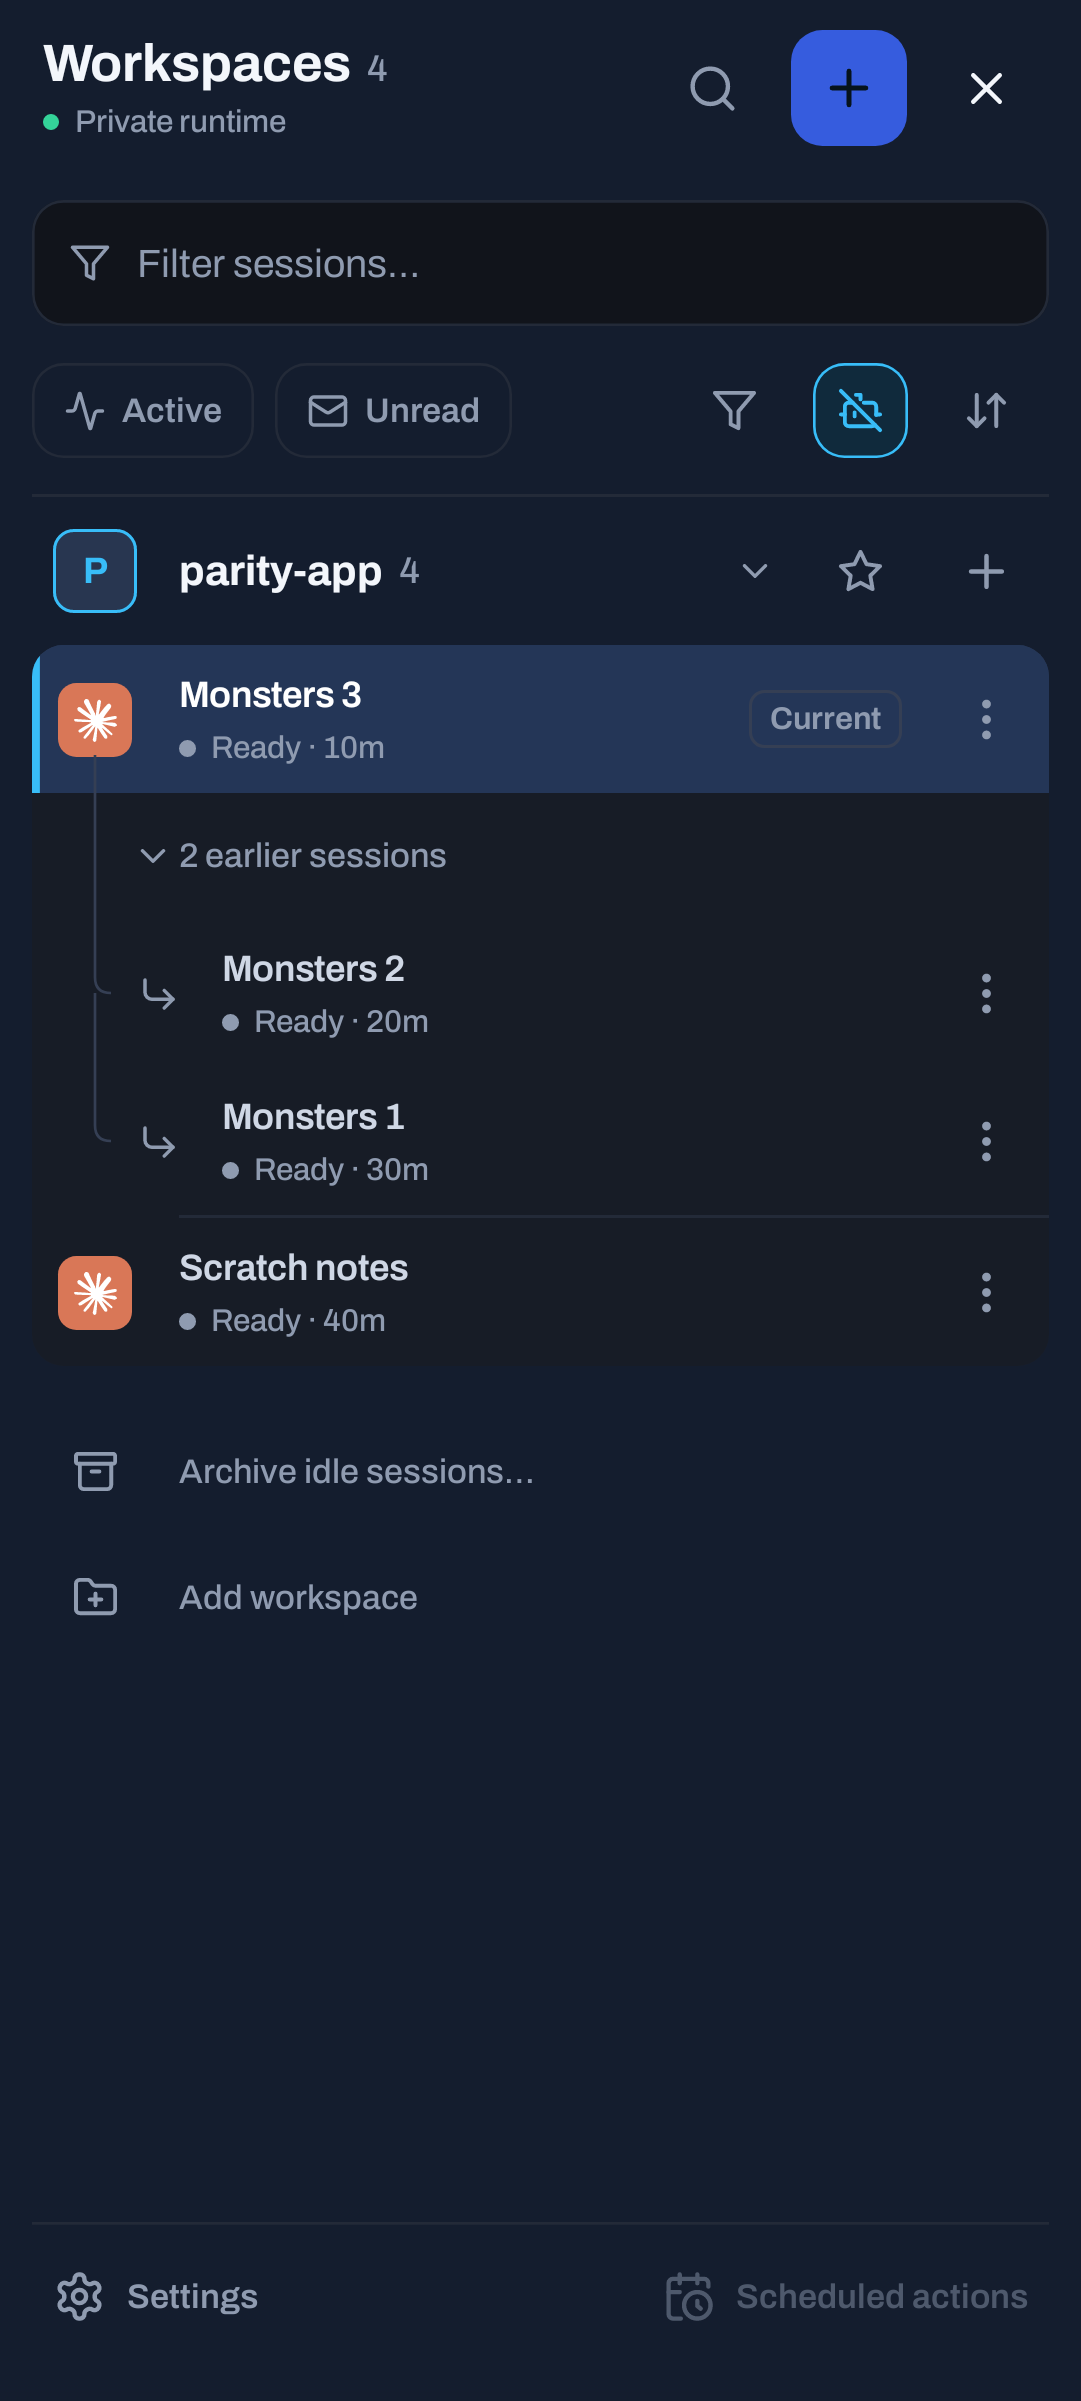 Workspaces 4
Private runtime
Filter sessions...
Active
Unread
P
parity-app 4
Monsters 3
Ready · 10m
Current
2 earlier sessions
Monsters 2
Ready · 20m
Monsters 1
Ready · 30m
Scratch notes
Ready · 40m
Archive idle sessions...
Add workspace
Settings
Scheduled actions